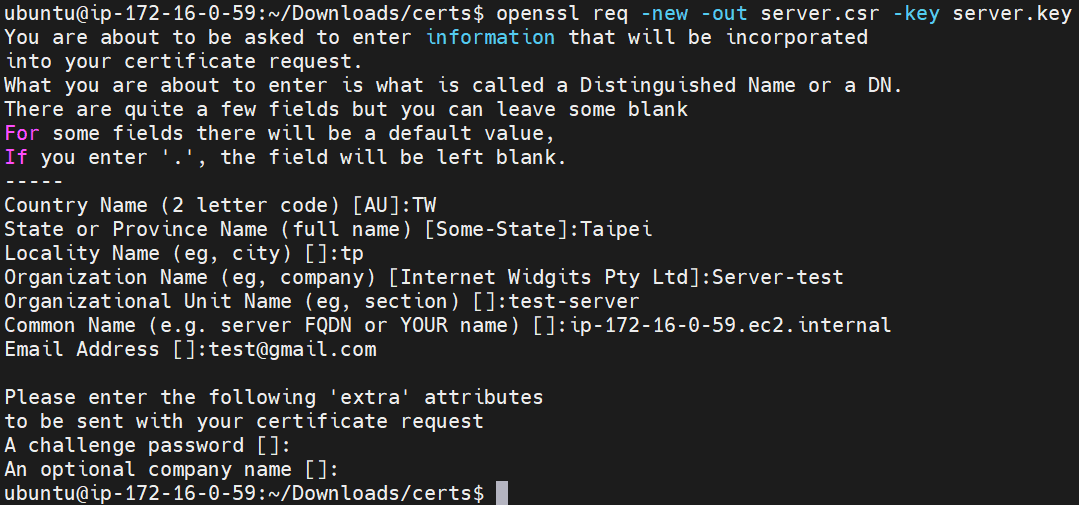 ubuntu@ip-172-16-0-59:~/Downloads/certs$ openssl req -new -out server.csr -key server.key
You are about to be asked to enter information that will be incorporated
into your certificate request.
What you are about to enter is what is called a Distinguished Name or a DN.
There are quite a few fields but you can leave some blank
For some fields there will be a default value,
If you enter '.', the field will be left blank.
-----
Country Name (2 letter code) [AU]:TW
State or Province Name (full name) [Some-State]:Taipei
Locality Name (eg, city) []:tp
Organization Name (eg, company) [Internet Widgits Pty Ltd]:Server-test
Organizational Unit Name (eg, section) []:test-server
Common Name (e.g. server FQDN or YOUR name) []:ip-172-16-0-59.ec2.internal
Email Address []:test@gmail.com

Please enter the following 'extra' attributes
to be sent with your certificate request
A challenge password []:
An optional company name []:
ubuntu@ip-172-16-0-59:~/Downloads/certs$